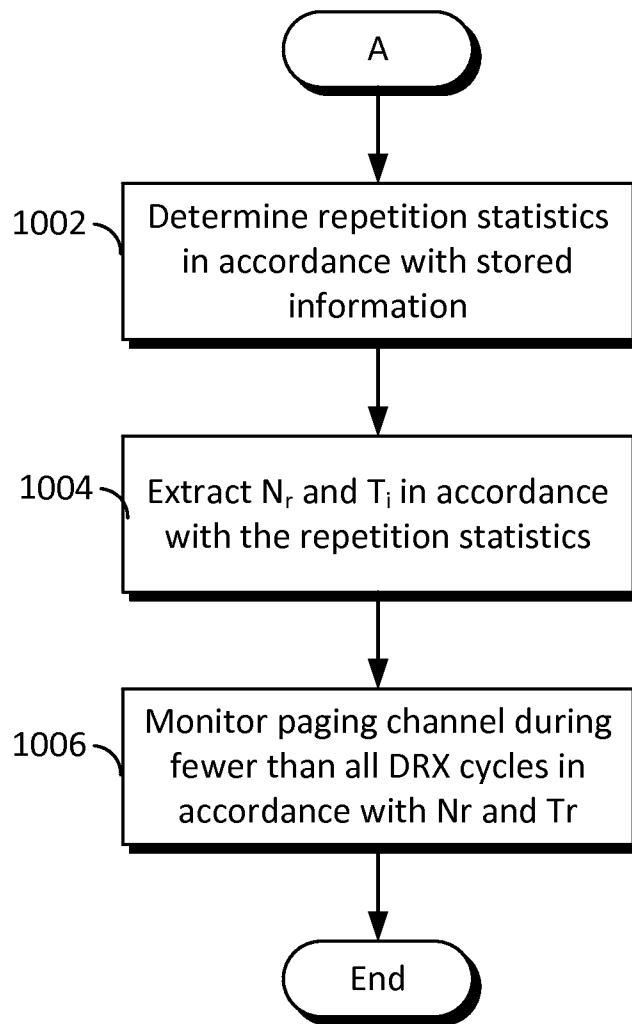 A
1002
Determine repetition statistics
in accordance with stored
information
1004
Extract Nᵣ and Tᵢ in accordance
with the repetition statistics
1006
Monitor paging channel during
fewer than all DRX cycles in
accordance with Nr and Tr
End